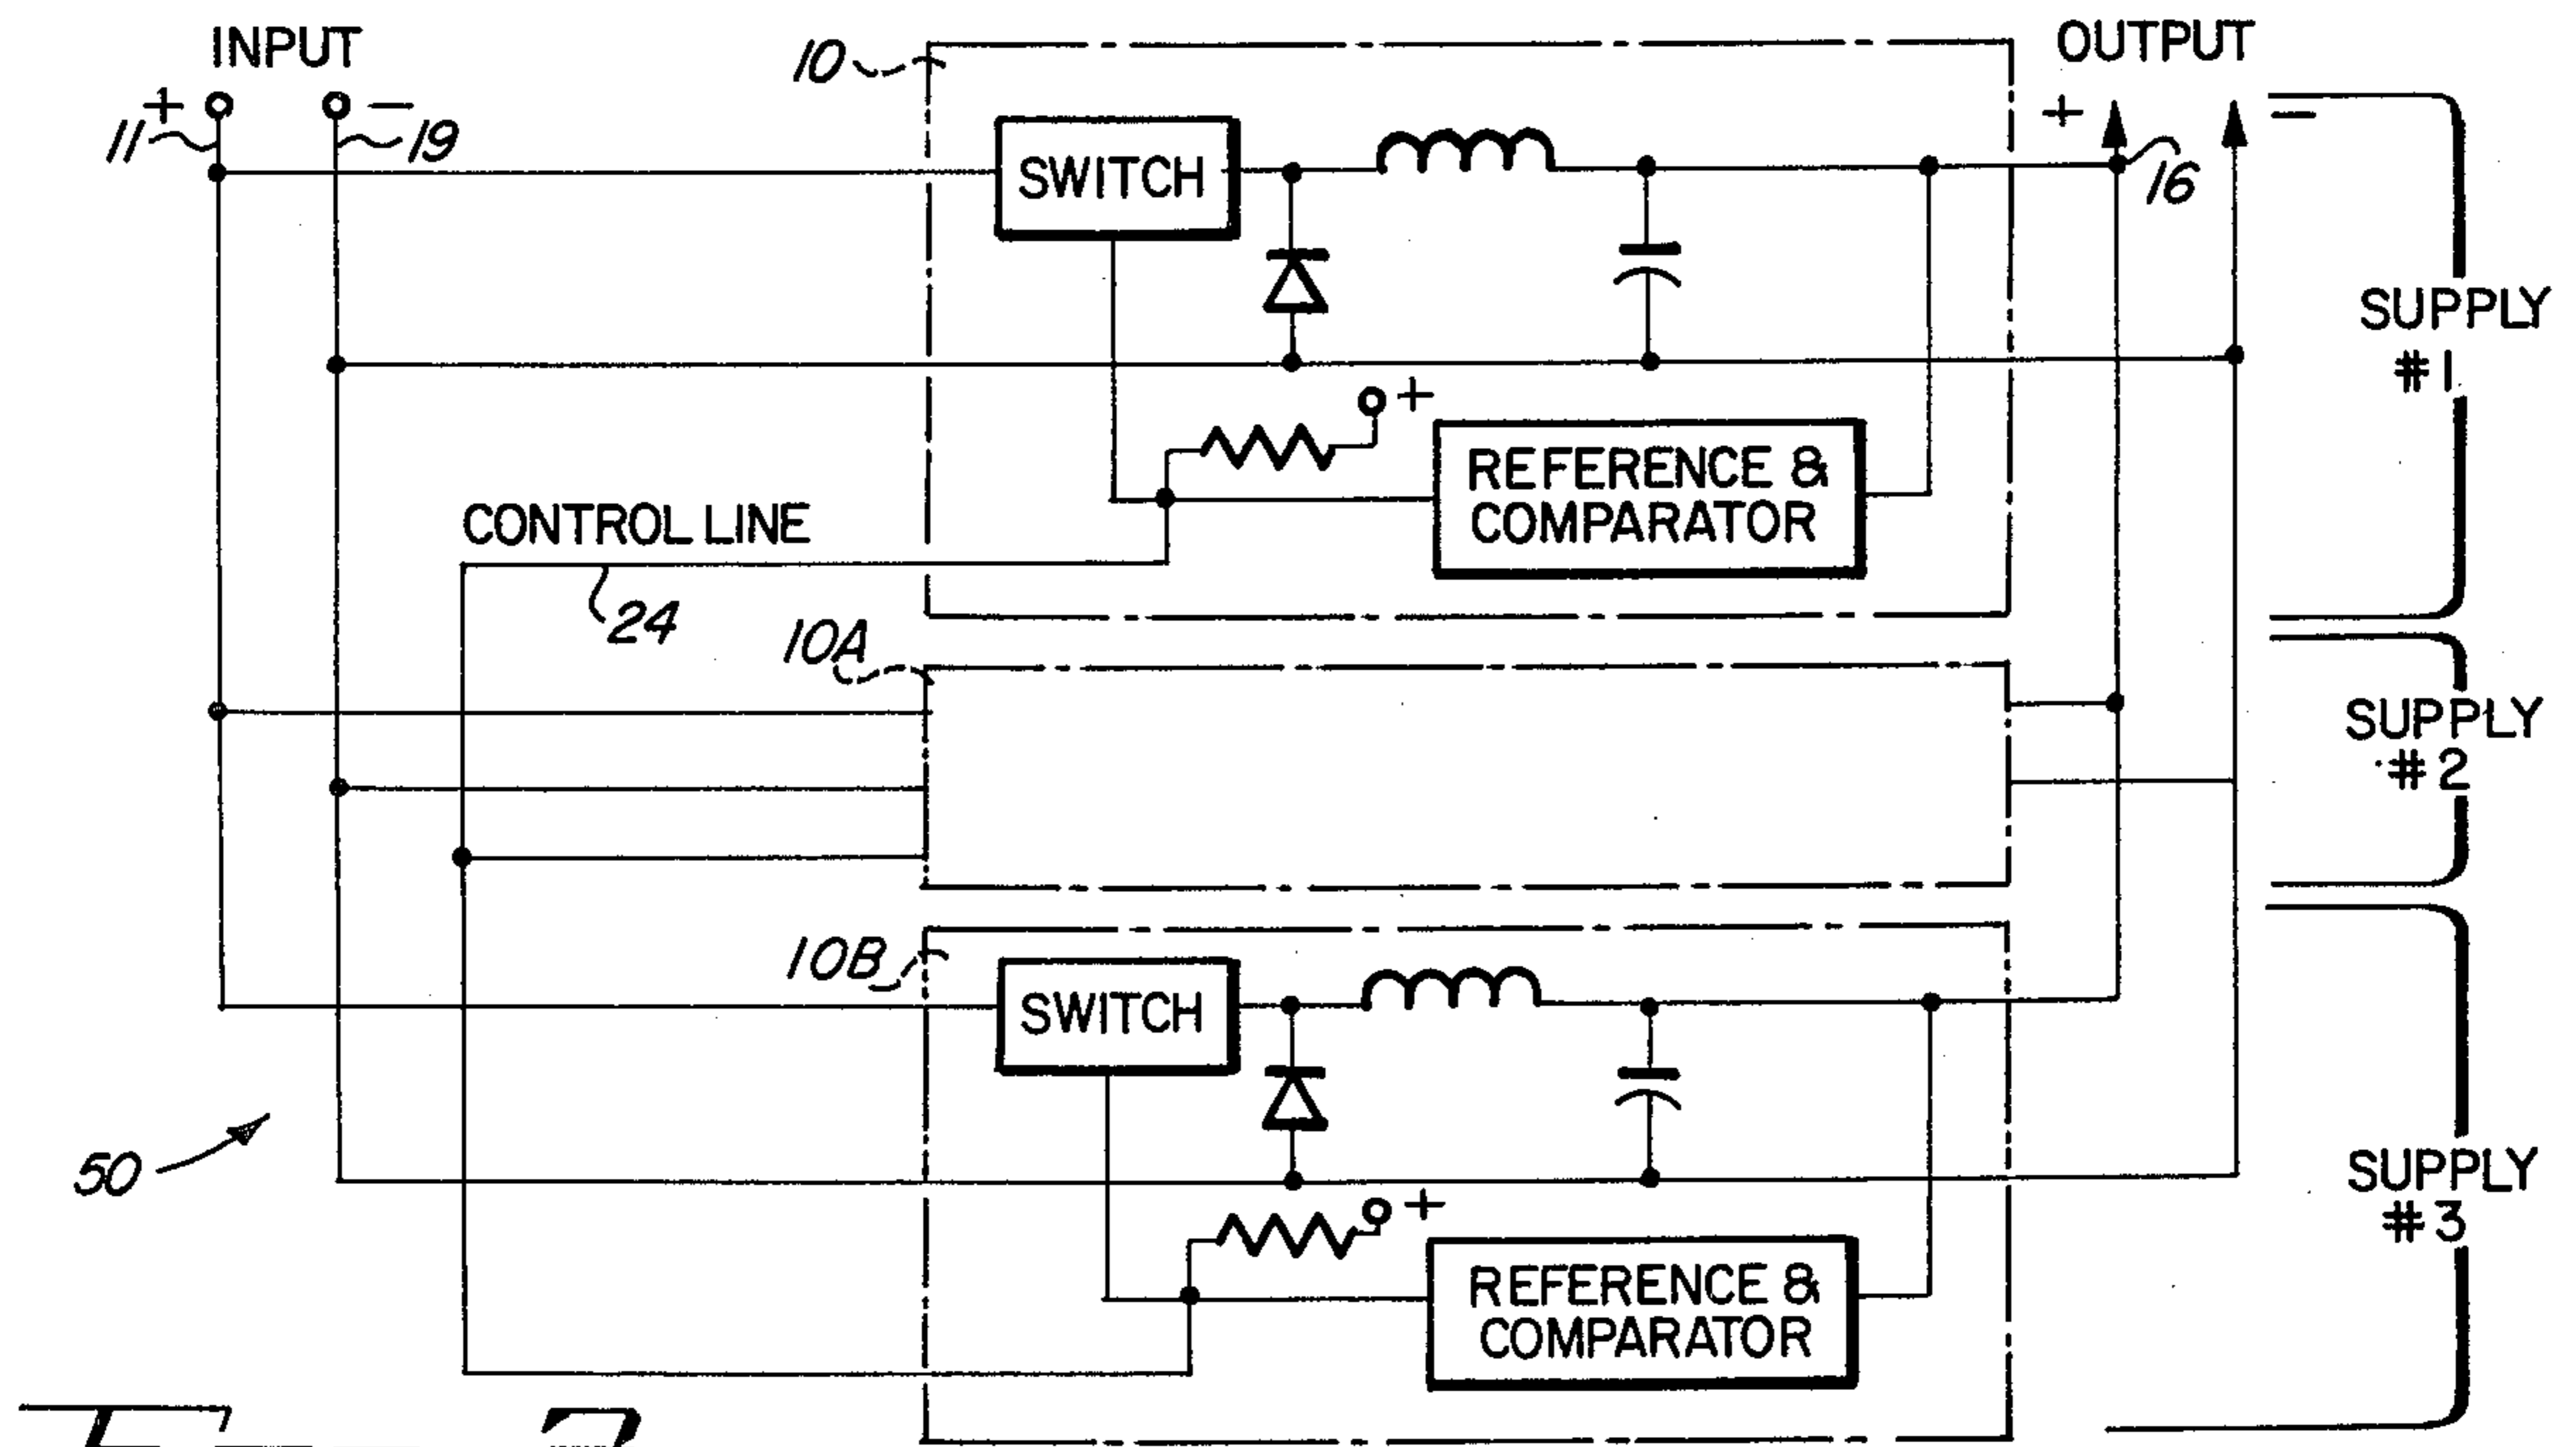 INPUT
+
−
11
19
10
OUTPUT
+
−
16
SWITCH
SUPPLY
#1
+
REFERENCE &
COMPARATOR
CONTROL LINE
24
10A
SUPPLY
#2
10B
SWITCH
50
SUPPLY
#3
+
REFERENCE &
COMPARATOR